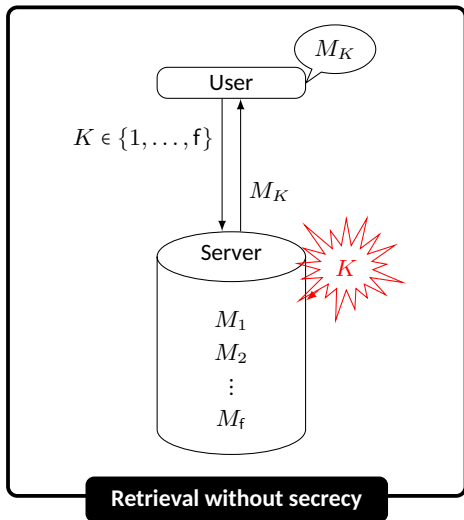 M_K
User
K ∈ {1, . . . , f}
M_K
Server
K
M_1
M_2
⋮
M_f
Retrieval without secrecy